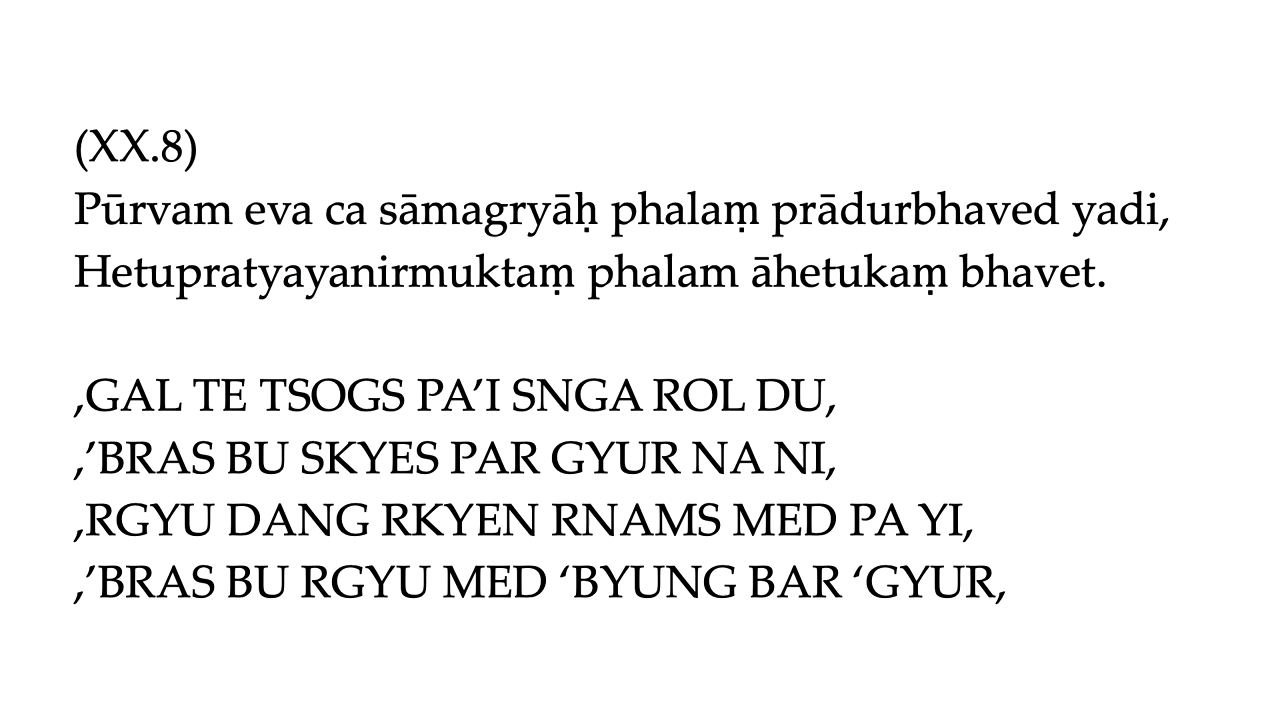 (XX.8)
Pūrvam eva ca sāmagryāḥ phalaṃ prādurbhaved yadi,
Hetupratyayanirmuktaṃ phalam āhetukaṃ bhavet.
,GAL TE TSOGS PA’I SNGA ROL DU,
,’BRAS BU SKYES PAR GYUR NA NI,
,RGYU DANG RKYEN RNAMS MED PA YI,
,’BRAS BU RGYU MED ‘BYUNG BAR ‘GYUR,